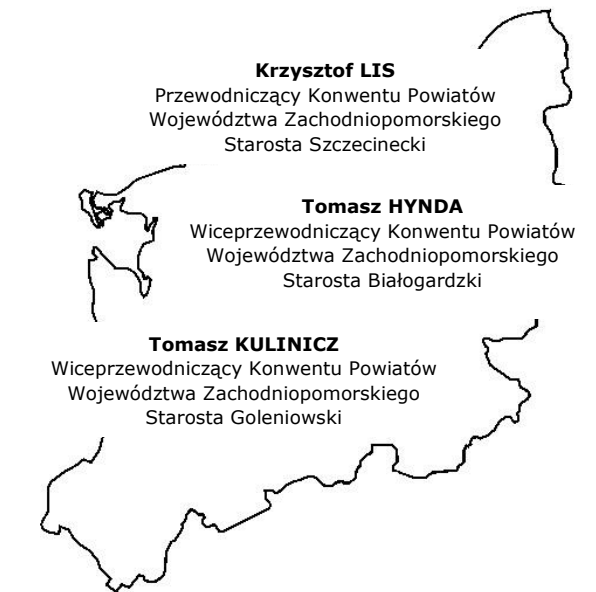 Krzysztof LIS
Przewodniczący Konwentu Powiatów
Województwa Zachodniopomorskiego
Starosta Szczecinecki
Tomasz HYNDA
Wiceprzewodniczący Konwentu Powiatów
Województwa Zachodniopomorskiego
Starosta Białogardzki
Tomasz KULINICZ
Wiceprzewodniczący Konwentu Powiatów
Województwa Zachodniopomorskiego
Starosta Goleniowski